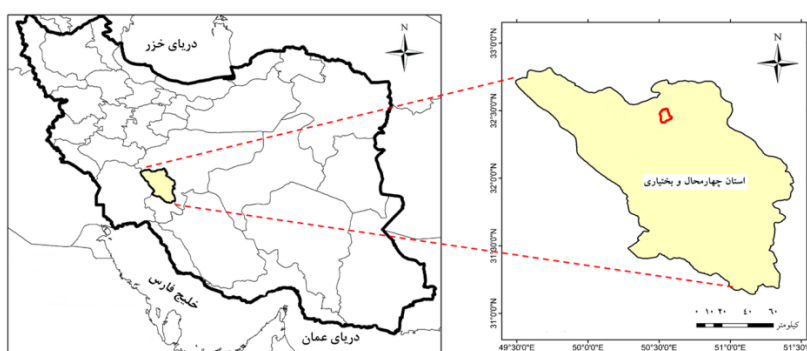 دریای خزر
N
خلیج فارس
دریای عمان
N
33°0'0"N
32°30'0"N
32°0'0"N
31°30'0"N
31°0'0"N
استان چهارمحال و بختیاری
۰ ۱۰ ۲۰ ۴۰ ۶۰
کیلومتر
49°30'0"E 50°0'0"E 50°30'0"E 51°0'0"E 51°30'0"E